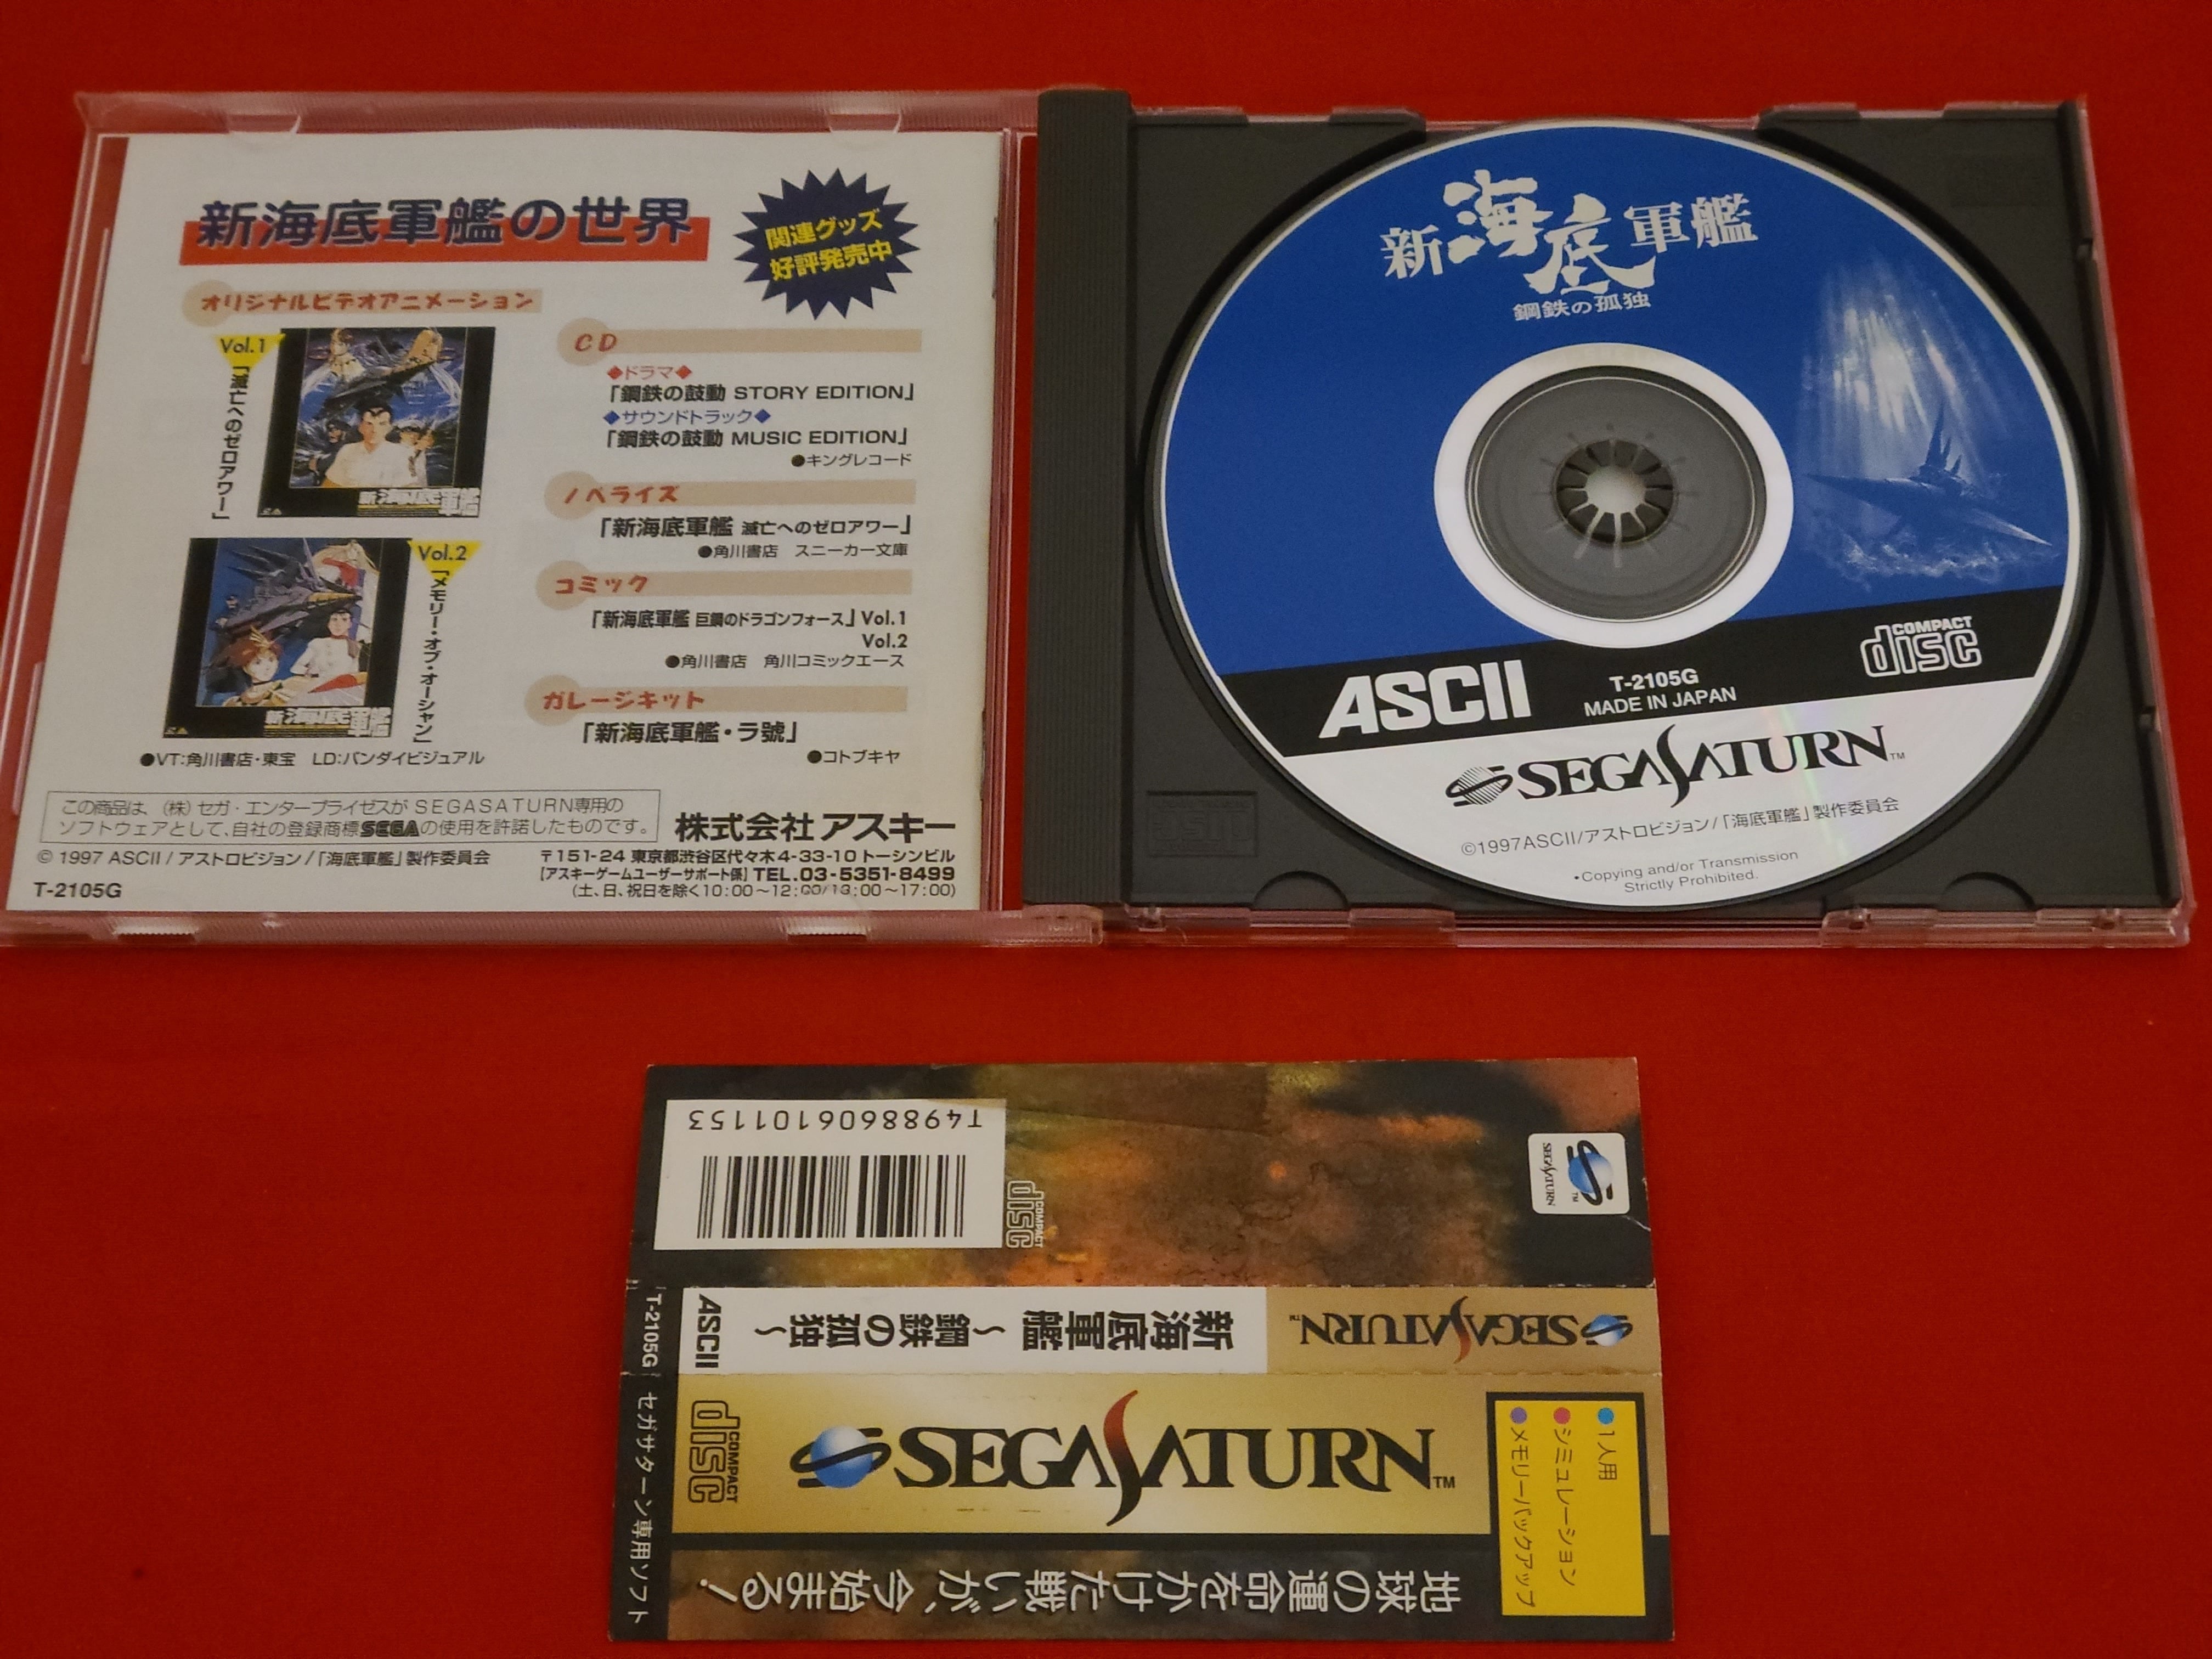 新海底軍艦の世界
関連グッズ
好評発売中
オリジナルビデオアニメーション
Vol.1
「滅亡へのゼロアワー」
新海底軍艦
Vol.2
「メモリー・オブ・オーシャン」
新海底軍艦
●VT:角川書店・東宝 LD:バンダイビジュアル
CD
◆ドラマ◆
「鋼鉄の鼓動 STORY EDITION」
◆サウンドトラック◆
「鋼鉄の鼓動 MUSIC EDITION」
●キングレコード
ノベライズ
「新海底軍艦 滅亡へのゼロアワー」
●角川書店 スニーカー文庫
コミック
「新海底軍艦 巨鋼のドラゴンフォース」Vol.1
Vol.2
●角川書店 角川コミックエース
ガレージキット
「新海底軍艦・ラ號」
●コトブキヤ
この商品は、(株)セガ・エンタープライゼスがSEGASATURN専用の
ソフトウェアとして、自社の登録商標SEGAの使用を許諾したものです。
© 1997 ASCII/アストロビジョン/「海底軍艦」製作委員会
T-2105G
株式会社アスキー
〒151-24 東京都渋谷区代々木4-33-10 トーシンビル
[アスキーゲームユーザーサポート係] TEL.03-5351-8499
(土、日、祝日を除く10:00〜12:00/13:00〜17:00)
新海底軍艦
鋼鉄の孤独
ASCII
T-2105G
MADE IN JAPAN
COMPACT
disc
SEGASATURN™
©1997ASCII/アストロビジョン/「海底軍艦」製作委員会
•Copying and/or Transmission
Strictly Prohibited.
T4988606101153
COMPACT
disc
SEGASATURN™
T-2105G
ASCII
新海底軍艦 〜鋼鉄の孤独〜
SEGASATURN™
セガサターン専用ソフト
COMPACT
disc
SEGASATURN™
●1人用
●シミュレーション
●メモリーバックアップ
地球の運命をかけた戦いが、今始まる!